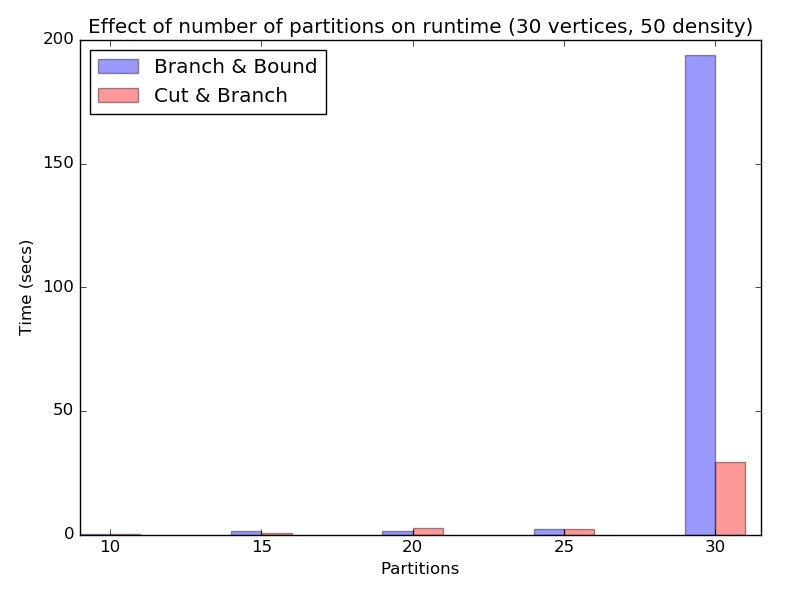 Effect of number of partitions on runtime (30 vertices, 50 density)
Branch & Bound
Cut & Branch
200
150
100
50
0
Time (secs)
10 15 20 25 30
Partitions